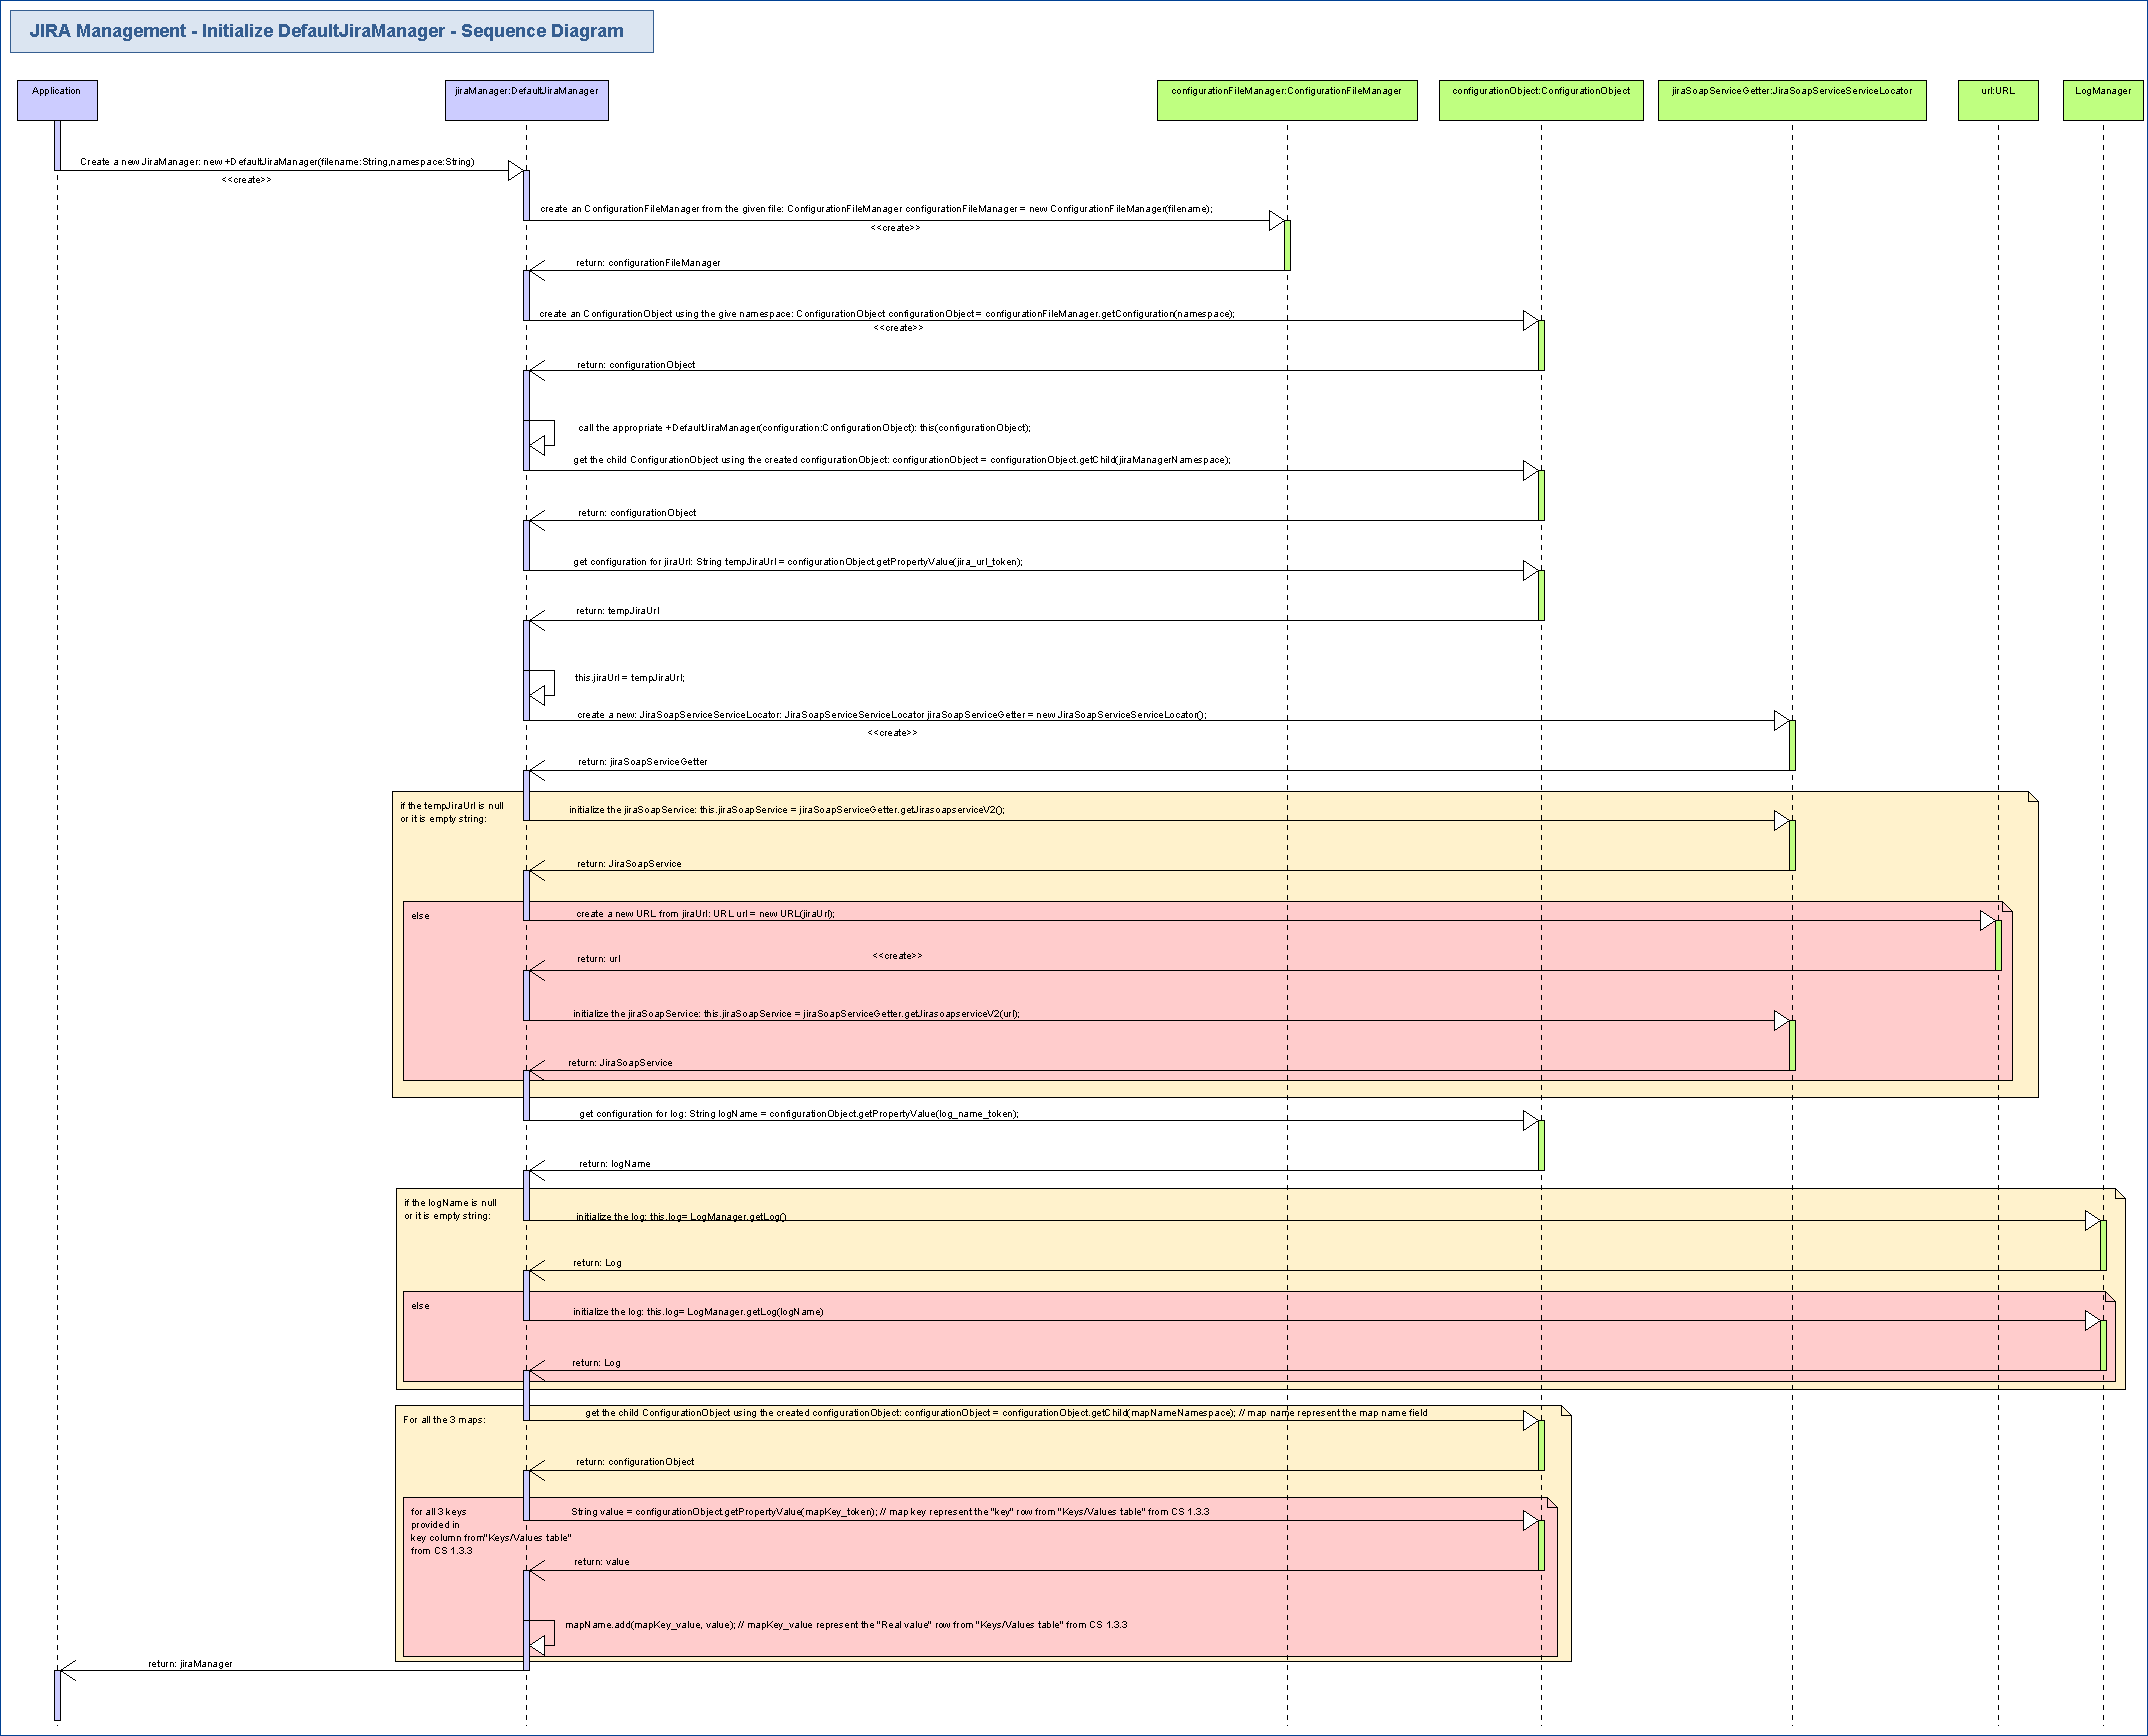 JIRA Management - Initialize DefaultJiraManager - Sequence Diagram
Application
jiraManager:DefaultJiraManager
configurationFileManager:ConfigurationFileManager
configurationObject:ConfigurationObject
jiraSoapServiceGetter:JiraSoapServiceServiceLocator
url:URL
LogManager
Create a new JiraManager: new +DefaultJiraManager(filename:String,namespace:String)
<<create>>
create an ConfigurationFileManager from the given file: ConfigurationFileManager configurationFileManager = new ConfigurationFileManager(filename);
<<create>>
return: configurationFileManager
create an ConfigurationObject using the give namespace: ConfigurationObject configurationObject = configurationFileManager.getConfiguration(namespace);
<<create>>
return: configurationObject
call the appropriate +DefaultJiraManager(configuration:ConfigurationObject): this(configurationObject);
get the child ConfigurationObject using the created configurationObject: configurationObject = configurationObject.getChild(jiraManagerNamespace);
return: configurationObject
get configuration for jiraUrl: String tempJiraUrl = configurationObject.getPropertyValue(jira_url_token);
return: tempJiraUrl
this.jiraUrl = tempJiraUrl;
create a new: JiraSoapServiceServiceLocator: JiraSoapServiceServiceLocator jiraSoapServiceGetter = new JiraSoapServiceServiceLocator();
<<create>>
return: jiraSoapServiceGetter
if the tempJiraUrl is null
or it is empty string:
initialize the jiraSoapService: this.jiraSoapService = jiraSoapServiceGetter.getJirasoapserviceV2();
return: JiraSoapService
else
create a new URL from jiraUrl: URL url = new URL(jiraUrl);
<<create>>
return: url
initialize the jiraSoapService: this.jiraSoapService = jiraSoapServiceGetter.getJirasoapserviceV2(url);
return: JiraSoapService
get configuration for log: String logName = configurationObject.getPropertyValue(log_name_token);
return: logName
if the logName is null
or it is empty string:
initialize the log: this.log= LogManager.getLog()
return: Log
else
initialize the log: this.log= LogManager.getLog(logName)
return: Log
For all the 3 maps:
get the child ConfigurationObject using the created configurationObject: configurationObject = configurationObject.getChild(mapNameNamespace); // map name represent the map name field
return: configurationObject
for all 3 keys
provided in
key column from"Keys/Values table"
from CS 1.3.3
String value = configurationObject.getPropertyValue(mapKey_token); // map key represent the "key" row from "Keys/Values table" from CS 1.3.3
return: value
mapName.add(mapKey_value, value); // mapKey_value represent the "Real value" row from "Keys/Values table" from CS 1.3.3
return: jiraManager